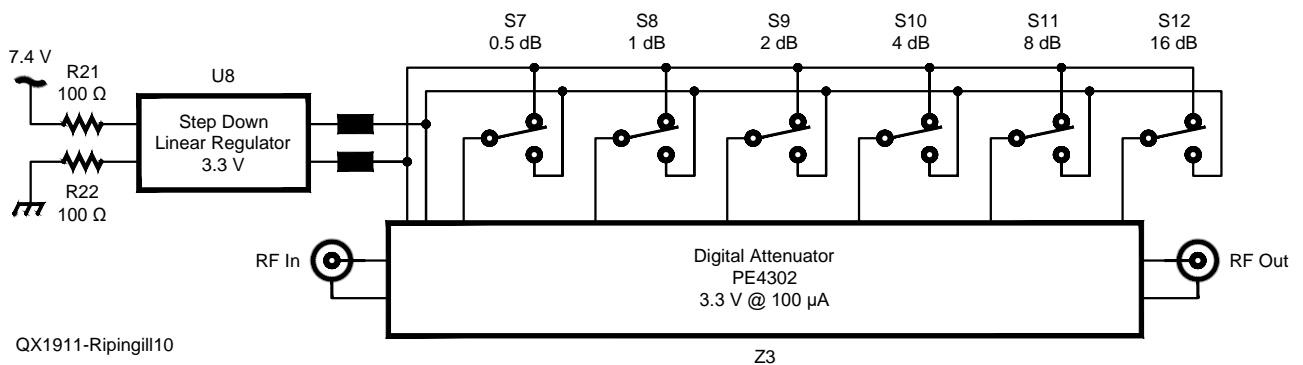 S7
0.5 dB
S8
1 dB
S9
2 dB
S10
4 dB
S11
8 dB
S12
16 dB
7.4 V
R21
100 Ω
U8
Step Down
Linear Regulator
3.3 V
R22
100 Ω
RF In
Digital Attenuator
PE4302
3.3 V @ 100 µA
RF Out
QX1911-Ripingill10
Z3